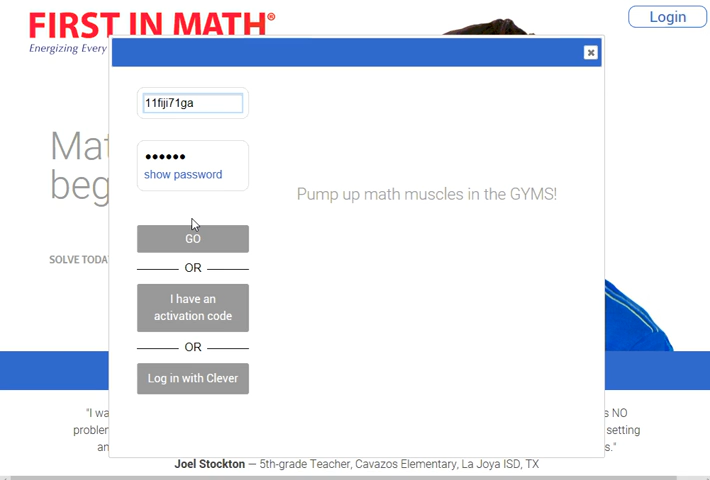 FIRST IN MATH®
Login
Energizing Every
11fiji71ga
Mat
beg
••••••
show password
Pump up math muscles in the GYMS!
GO
SOLVE TODA
OR
I have an
activation code
OR
Log in with Clever
"I wa
s NO
proble
setting
an
s."
Joel Stockton — 5th-grade Teacher, Cavazos Elementary, La Joya ISD, TX